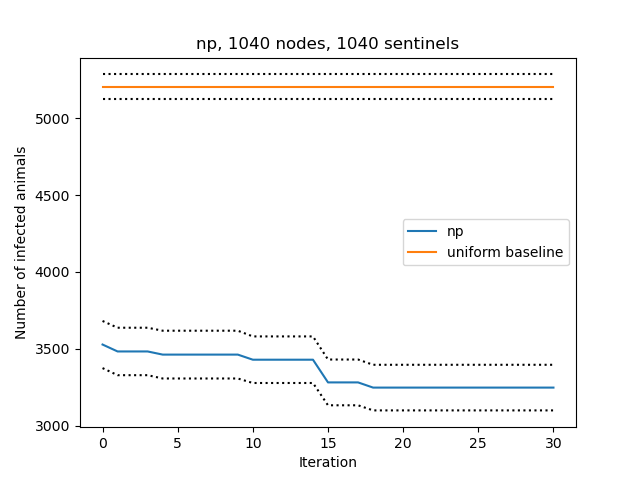 np, 1040 nodes, 1040 sentinels
Number of infected animals
5000
4500
4000
3500
3000
np
uniform baseline
0 5 10 15 20 25 30
Iteration